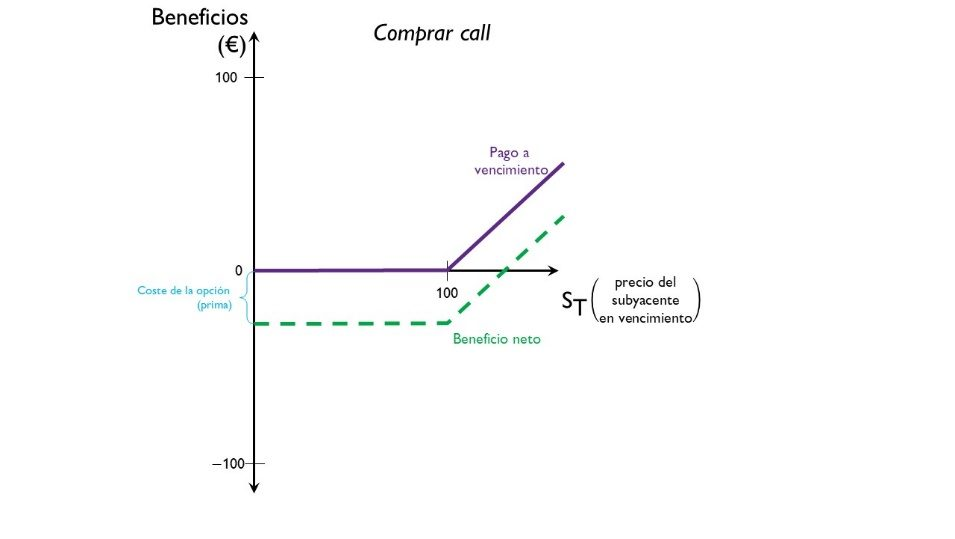 Beneficios
(€)
Comprar call
100
Pago a
vencimiento
0
Coste de la opción
(prima)
100
S_T
precio del
subyacente
en vencimiento
Beneficio neto
−100